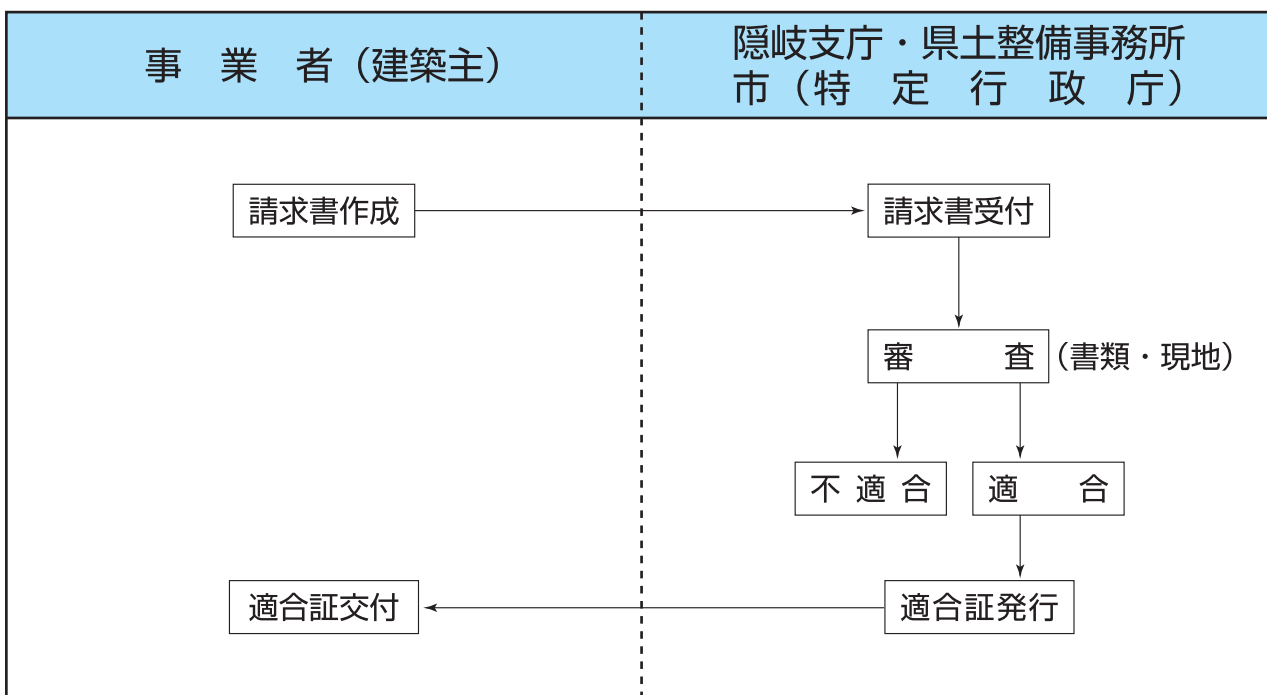 事 業 者（建築主）
隠岐支庁・県土整備事務所
市（特 定 行 政 庁）
請求書作成
請求書受付
審 査（書類・現地）
不適合
適 合
適合証交付
適合証発行